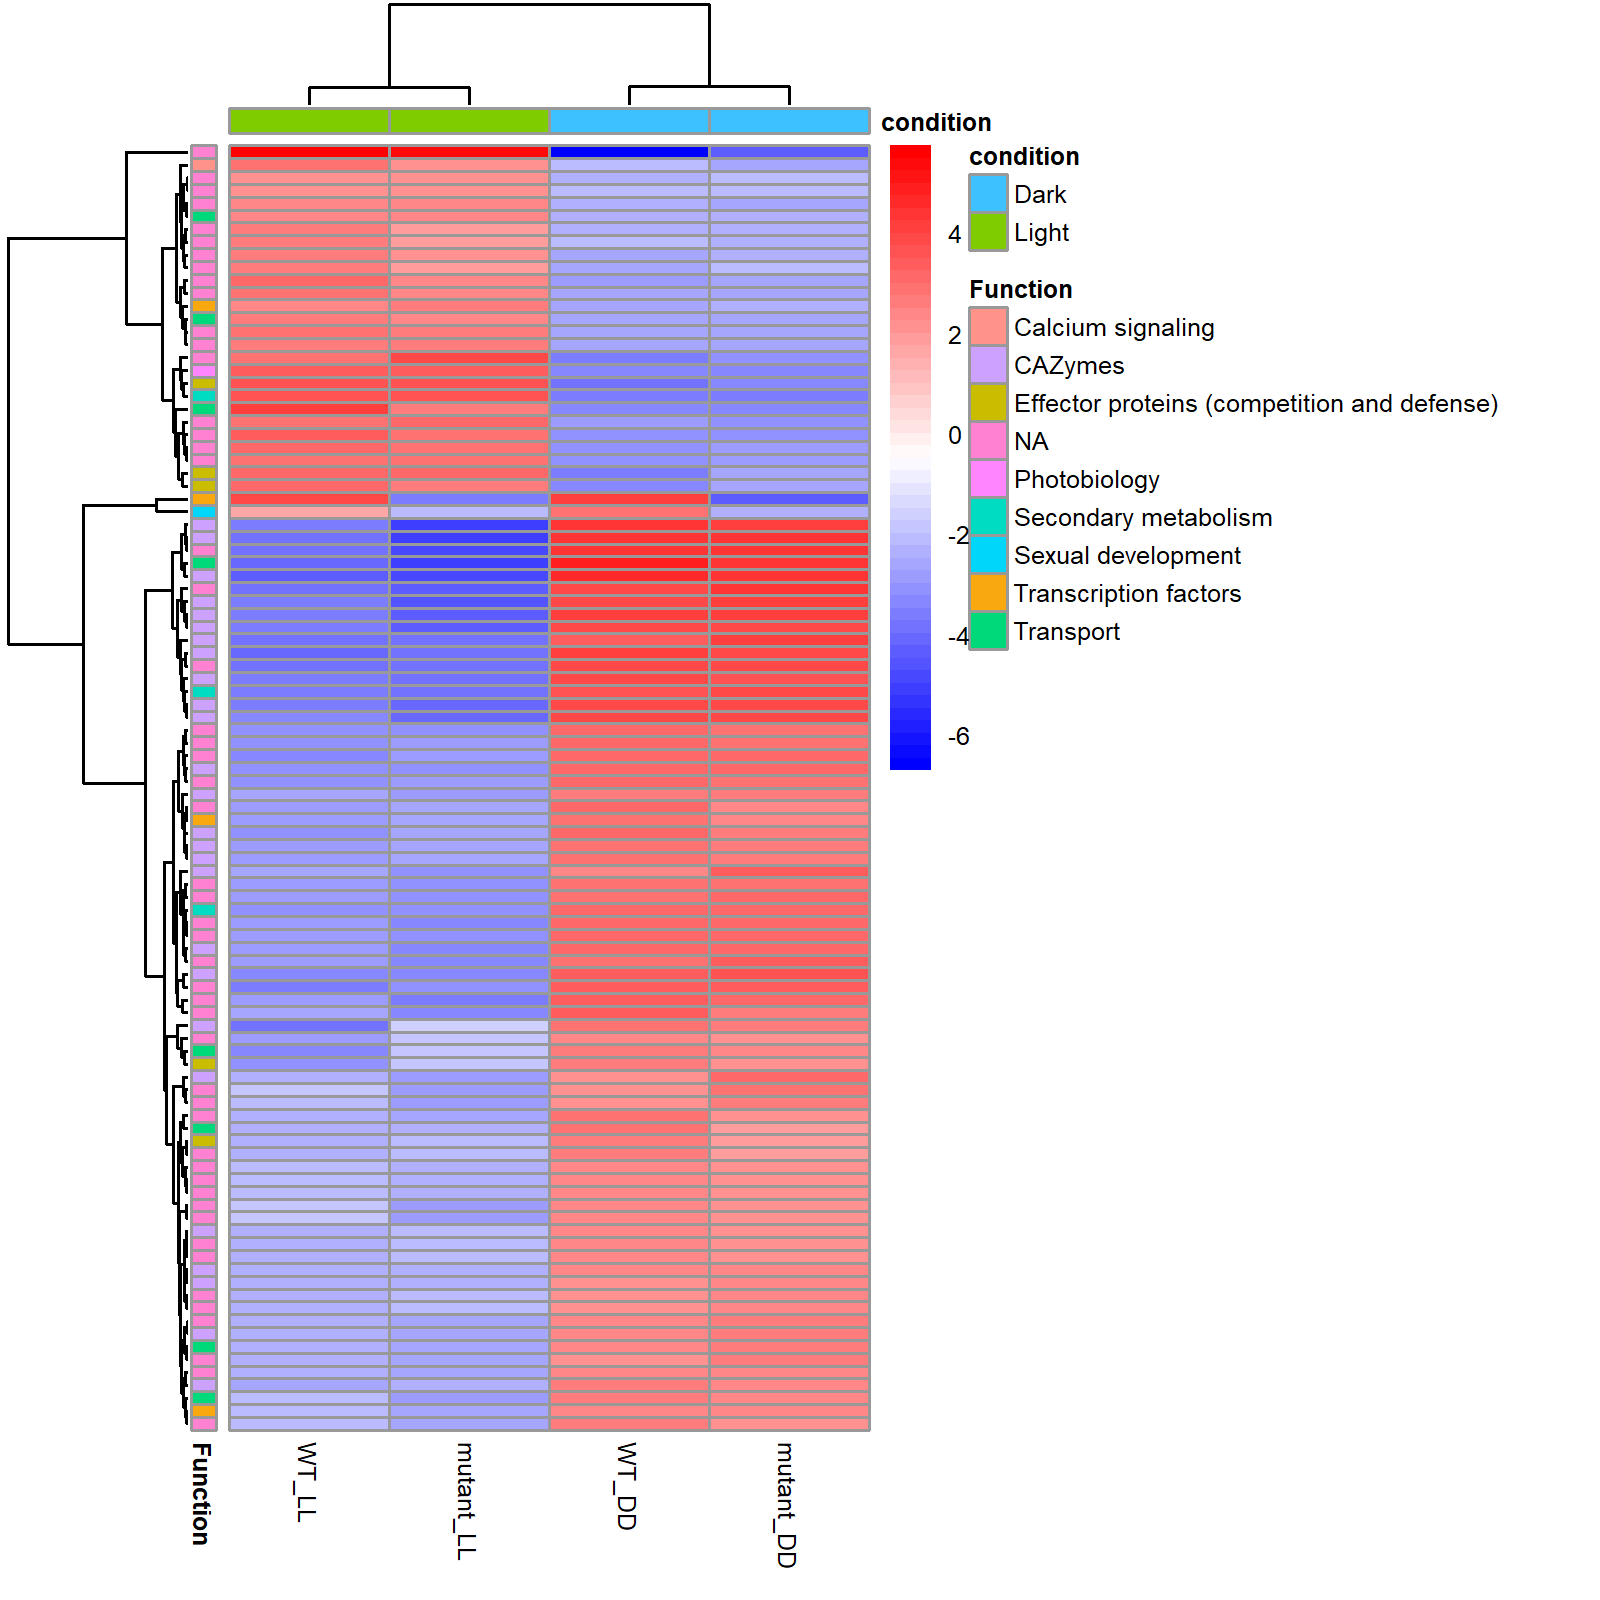 condition
condition
Dark
Light
4
2
0
-2
-4
-6
Function
Calcium signaling
CAZymes
Effector proteins (competition and defense)
NA
Photobiology
Secondary metabolism
Sexual development
Transcription factors
Transport
Function
WT_LL
mutant_LL
WT_DD
mutant_DD